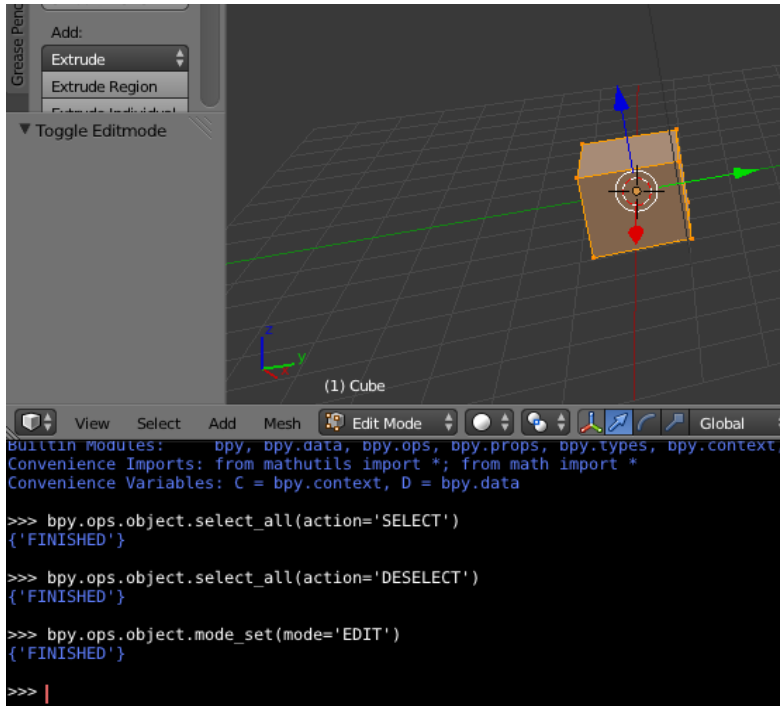 Grease Penc
Add:
Extrude
Extrude Region
Extrude Individual
Toggle Editmode
z
y
(1) Cube
View Select Add Mesh Edit Mode Global
Builtin Modules: bpy, bpy.data, bpy.ops, bpy.props, bpy.types, bpy.context,
Convenience Imports: from mathutils import *; from math import *
Convenience Variables: C = bpy.context, D = bpy.data
>>> bpy.ops.object.select_all(action='SELECT')
{'FINISHED'}
>>> bpy.ops.object.select_all(action='DESELECT')
{'FINISHED'}
>>> bpy.ops.object.mode_set(mode='EDIT')
{'FINISHED'}
>>>